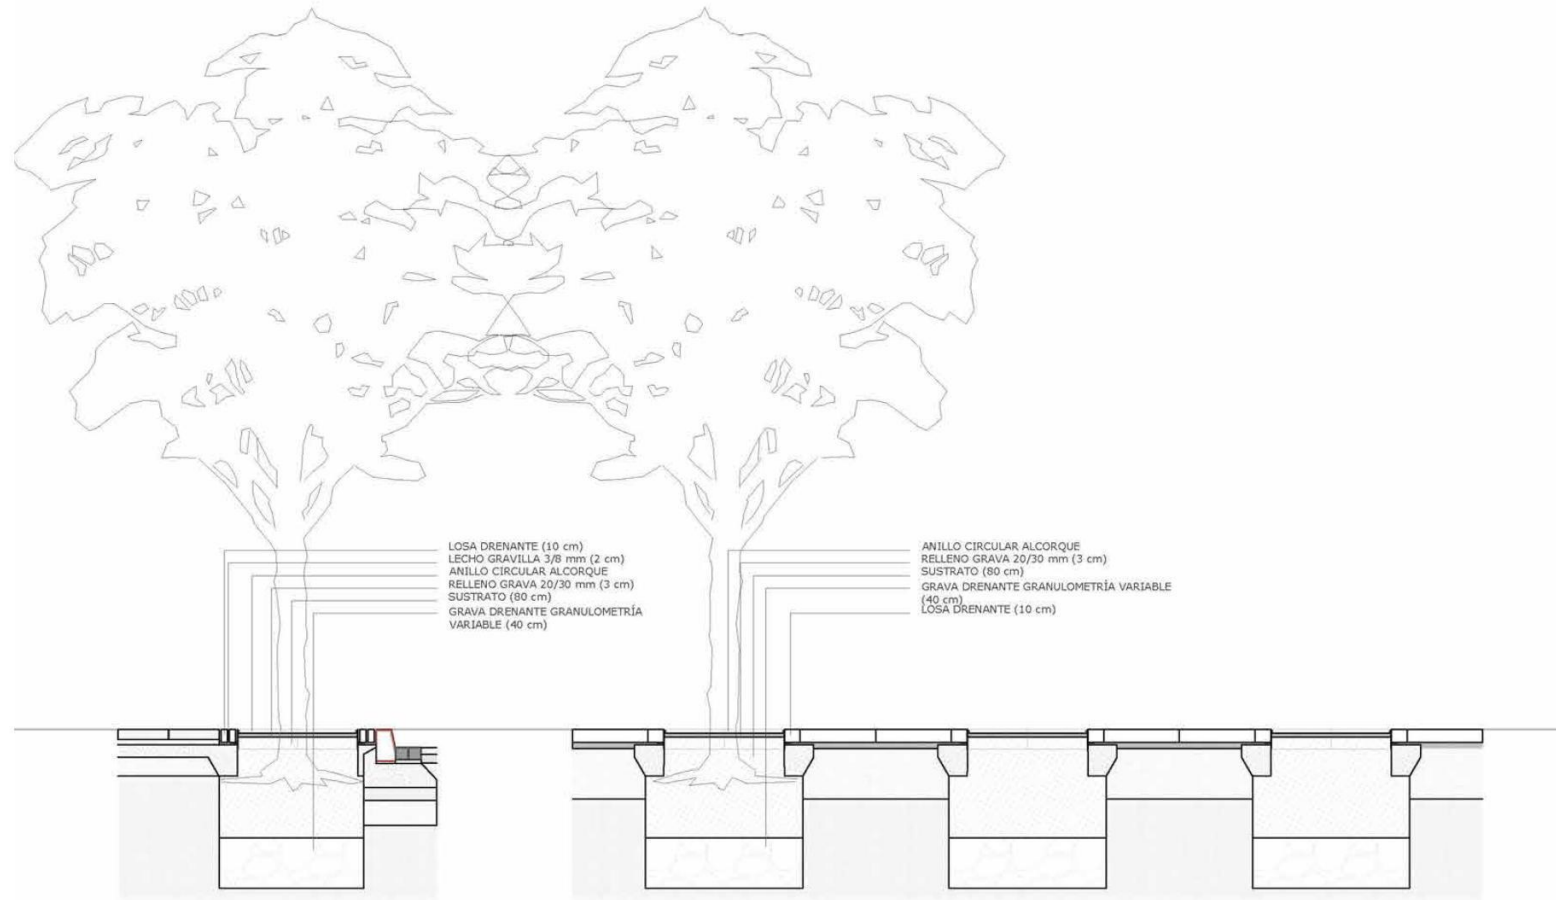 LOSA DRENANTE (10 cm)
LECHO GRAVILLA 3/8 mm (2 cm)
ANILLO CIRCULAR ALCORQUE
RELLENO GRAVA 20/30 mm (3 cm)
SUSTRATO (80 cm)
GRAVA DRENANTE GRANULOMETRÍA
VARIABLE (40 cm)
ANILLO CIRCULAR ALCORQUE
RELLENO GRAVA 20/30 mm (3 cm)
SUSTRATO (80 cm)
GRAVA DRENANTE GRANULOMETRÍA VARIABLE
(40 cm)
LOSA DRENANTE (10 cm)